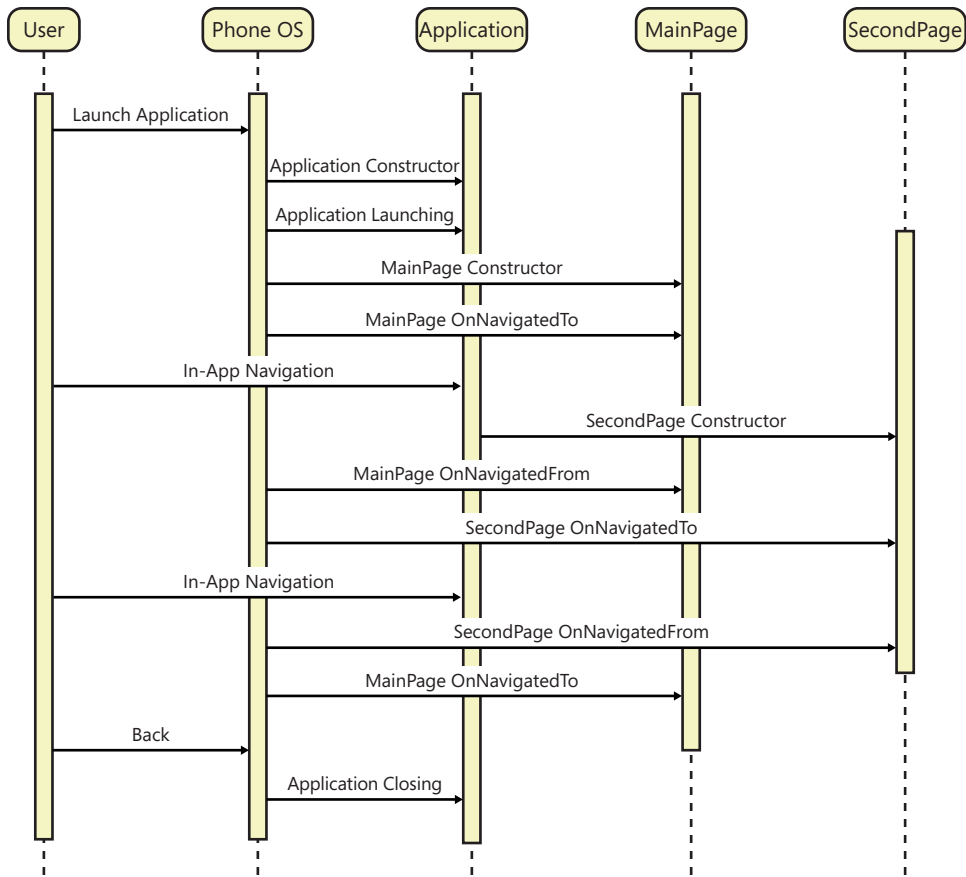 User
Phone OS
Application
MainPage
SecondPage
Launch Application
Application Constructor
Application Launching
MainPage Constructor
MainPage OnNavigatedTo
In-App Navigation
SecondPage Constructor
MainPage OnNavigatedFrom
SecondPage OnNavigatedTo
In-App Navigation
SecondPage OnNavigatedFrom
MainPage OnNavigatedTo
Back
Application Closing